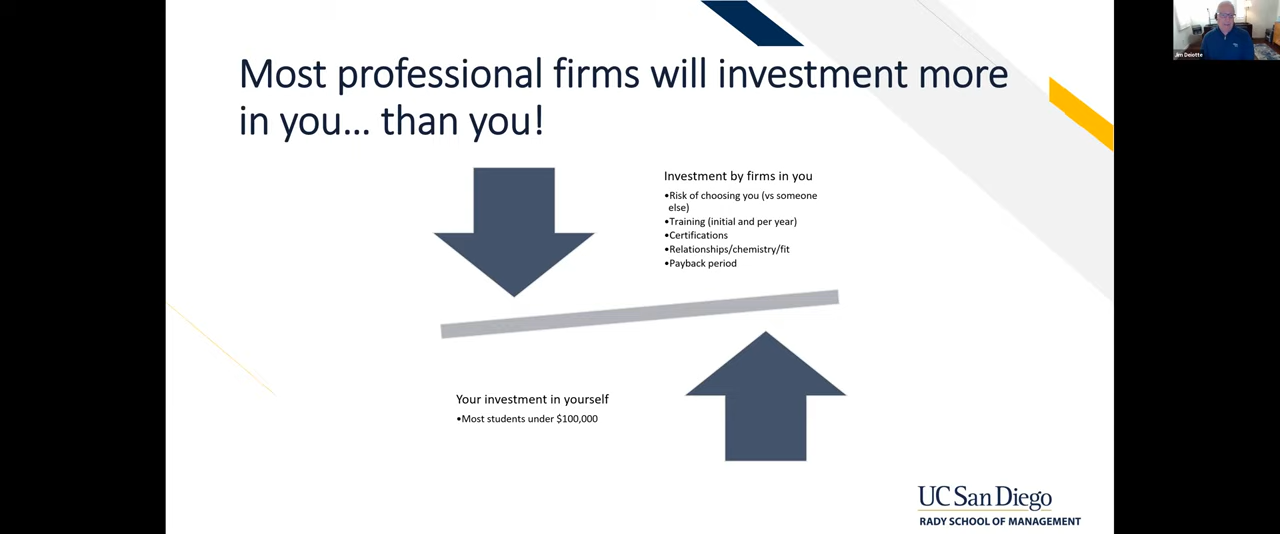 Most professional firms will investment more
in you... than you!
Investment by firms in you
•Risk of choosing you (vs someone
else)
•Training (initial and per year)
•Certifications
•Relationships/chemistry/fit
•Payback period
Your investment in yourself
•Most students under $100,000
UC San Diego
RADY SCHOOL OF MANAGEMENT
Jim Deiotte